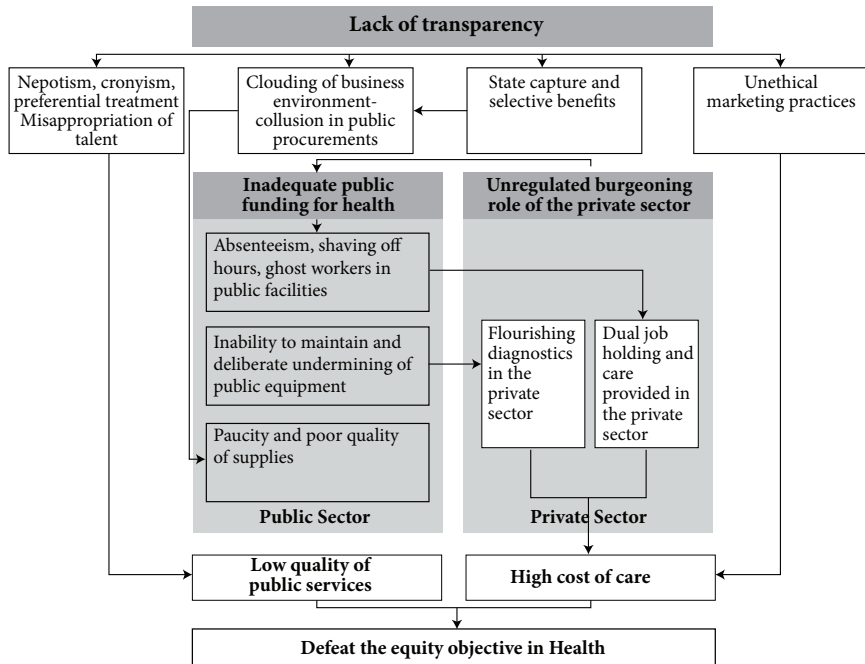 Lack of transparency
Nepotism, cronyism,
preferential treatment
Misappropriation of
talent
Clouding of business
environment-
collusion in public
procurements
State capture and
selective benefits
Unethical
marketing practices
Inadequate public
funding for health
Unregulated burgeoning
role of the private sector
Absenteeism, shaving off
hours, ghost workers in
public facilities
Inability to maintain and
deliberate undermining of
public equipment
Paucity and poor quality
of supplies
Public Sector
Flourishing
diagnostics
in the
private
sector
Dual job
holding and
care
provided in
the private
sector
Private Sector
Low quality of
public services
High cost of care
Defeat the equity objective in Health